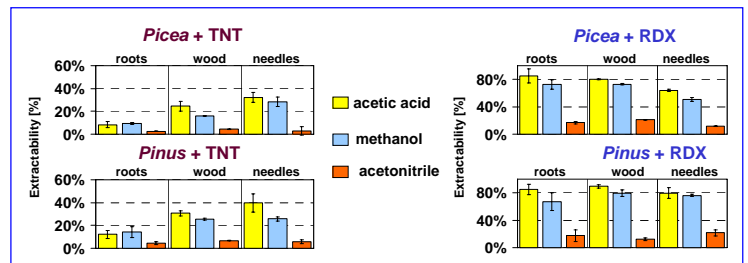 Picea + TNT
roots wood needles
60%
40%
20%
0%
Pinus + TNT
roots wood needles
60%
40%
20%
0%
Extractability [%]
acetic acid
methanol
acetonitrile
Picea + RDX
roots wood needles
80%
40%
0%
Pinus + RDX
roots wood needles
80%
40%
0%
Extractability [%]